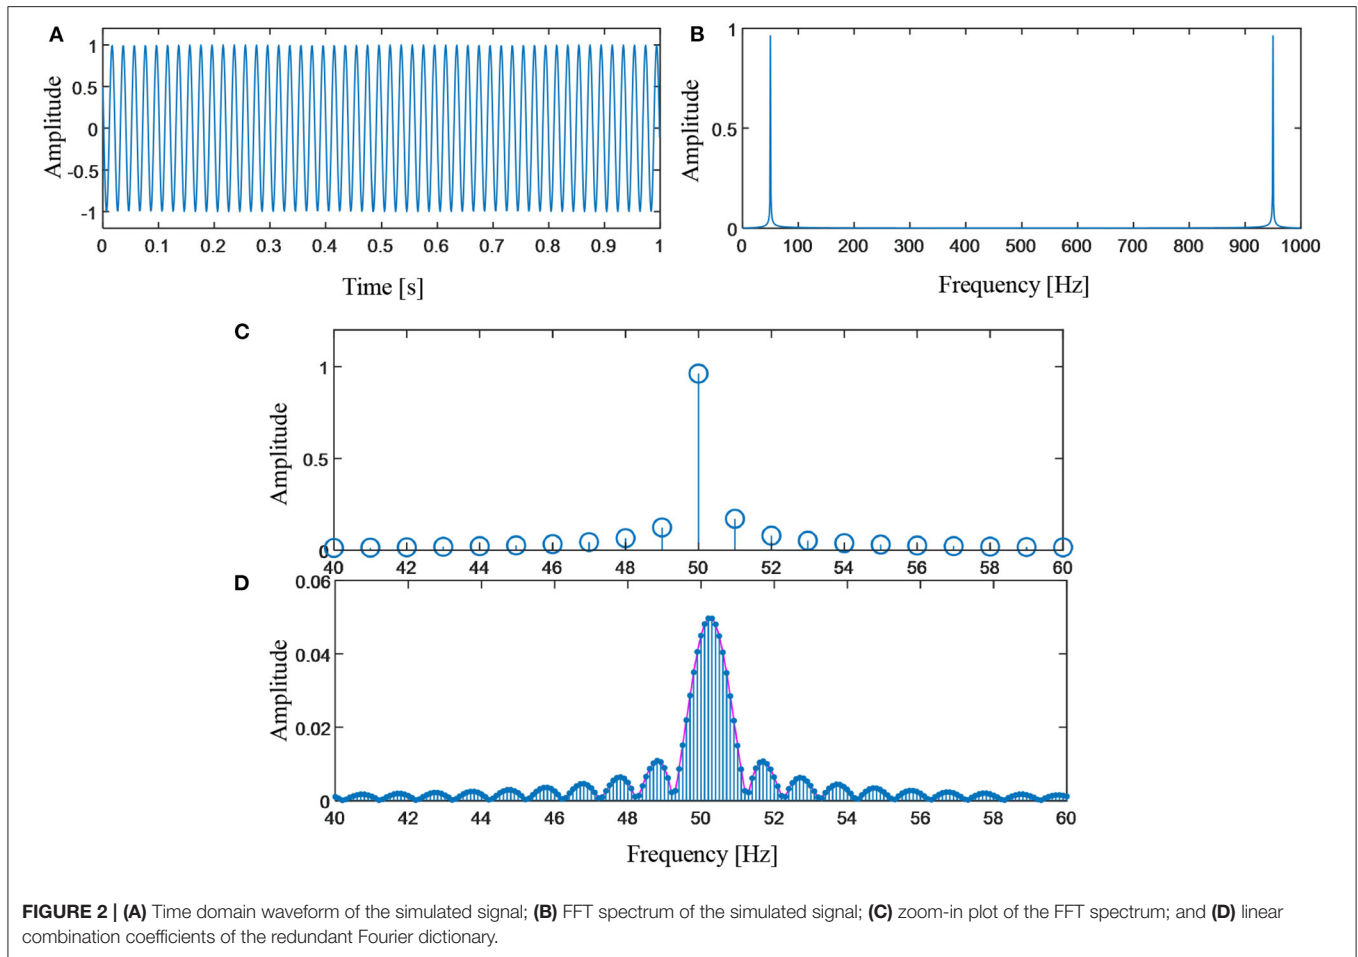 A
Amplitude
1
0.5
0
-0.5
-1
0 0.1 0.2 0.3 0.4 0.5 0.6 0.7 0.8 0.9 1
Time [s]
B
Amplitude
1
0.5
0
0 100 200 300 400 500 600 700 800 900 1000
Frequency [Hz]
C
Amplitude
1
0.5
0
40 42 44 46 48 50 52 54 56 58 60
D
Amplitude
0.06
0.04
0.02
0
40 42 44 46 48 50 52 54 56 58 60
Frequency [Hz]
FIGURE 2 | (A) Time domain waveform of the simulated signal; (B) FFT spectrum of the simulated signal; (C) zoom-in plot of the FFT spectrum; and (D) linear
combination coefficients of the redundant Fourier dictionary.